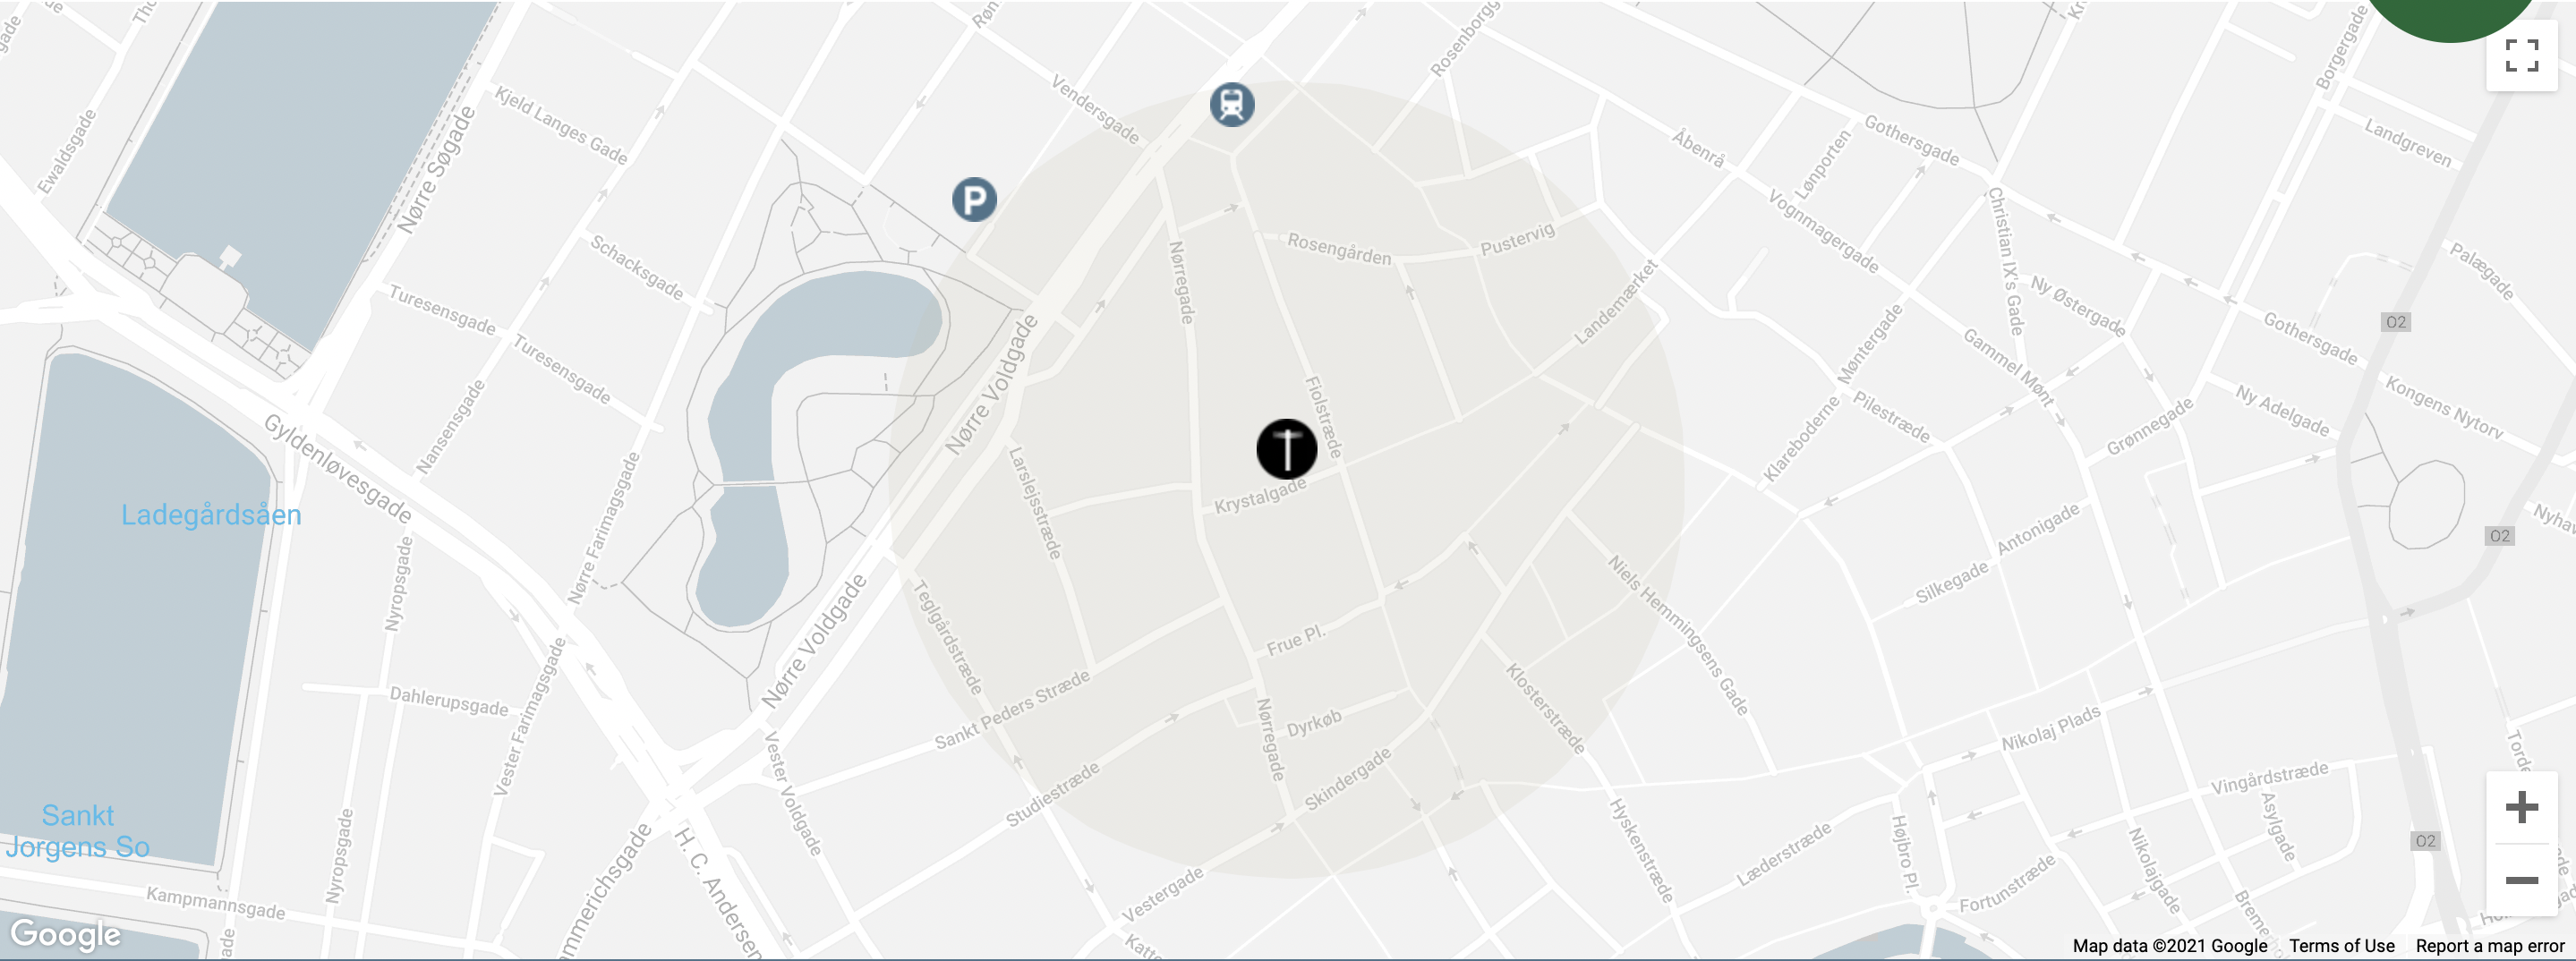 Ewaldsgade
Nørre Søgade
Kjeld Langes Gade
Vendersgade
Åbenrå
Lønporten
Gothersgade
Borgergade
Landgreven
P
Schacksgade
Turesensgade
Turesensgade
Nørregade
Rosengården
Pustervig
Landemærket
Vognmagergade
Christian IX's Gade
Ny Østergade
Palægade
Gothersgade
O2
Møntergade
Gammel Mønt
Nansensgade
Gyldenløvesgade
Nørre Voldgade
Fiolstræde
Klareboderne
Pilestræde
Grønnegade
Ny Adelgade
Kongens Nytorv
Ladegårdsåen
Nørre Farimagsgade
Larslejsstræde
Krystalgade
Antonigade
Silkegade
O2
Nyropsgade
Teglgårdstræde
Frue Pl.
Niels Hemmingsens Gade
Nørre Voldgade
Dahlerupsgade
Vester Farimagsgade
Sankt Peders Stræde
Nørregade
Dyrkøb
Klosterstræde
Nikolaj Plads
Vingårdstræde
Asylgade
Vester Voldgade
Studiestræde
Skindergade
Hyskenstræde
Læderstræde
Højbro Pl.
Nikolajgade
O2
Sankt
Jorgens So
Nyropsgade
Kampmannsgade
H. C. Andersen
Vestergade
Fortunstræde
Google
Map data ©2021 Google
Terms of Use
Report a map error